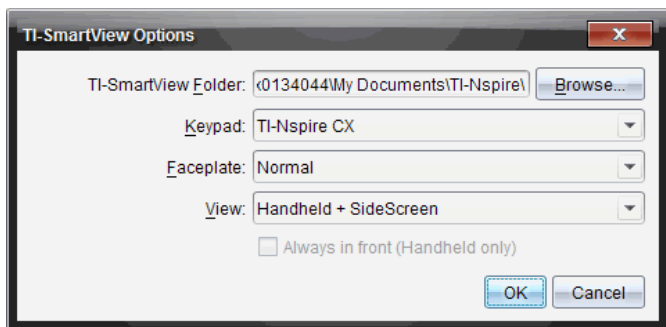 TI-SmartView Options
TI-SmartView Folder: x0134044\My Documents\TI-Nspire\ Browse...
Keypad: TI-Nspire CX
Faceplate: Normal
View: Handheld + SideScreen
Always in front (Handheld only)
OK Cancel